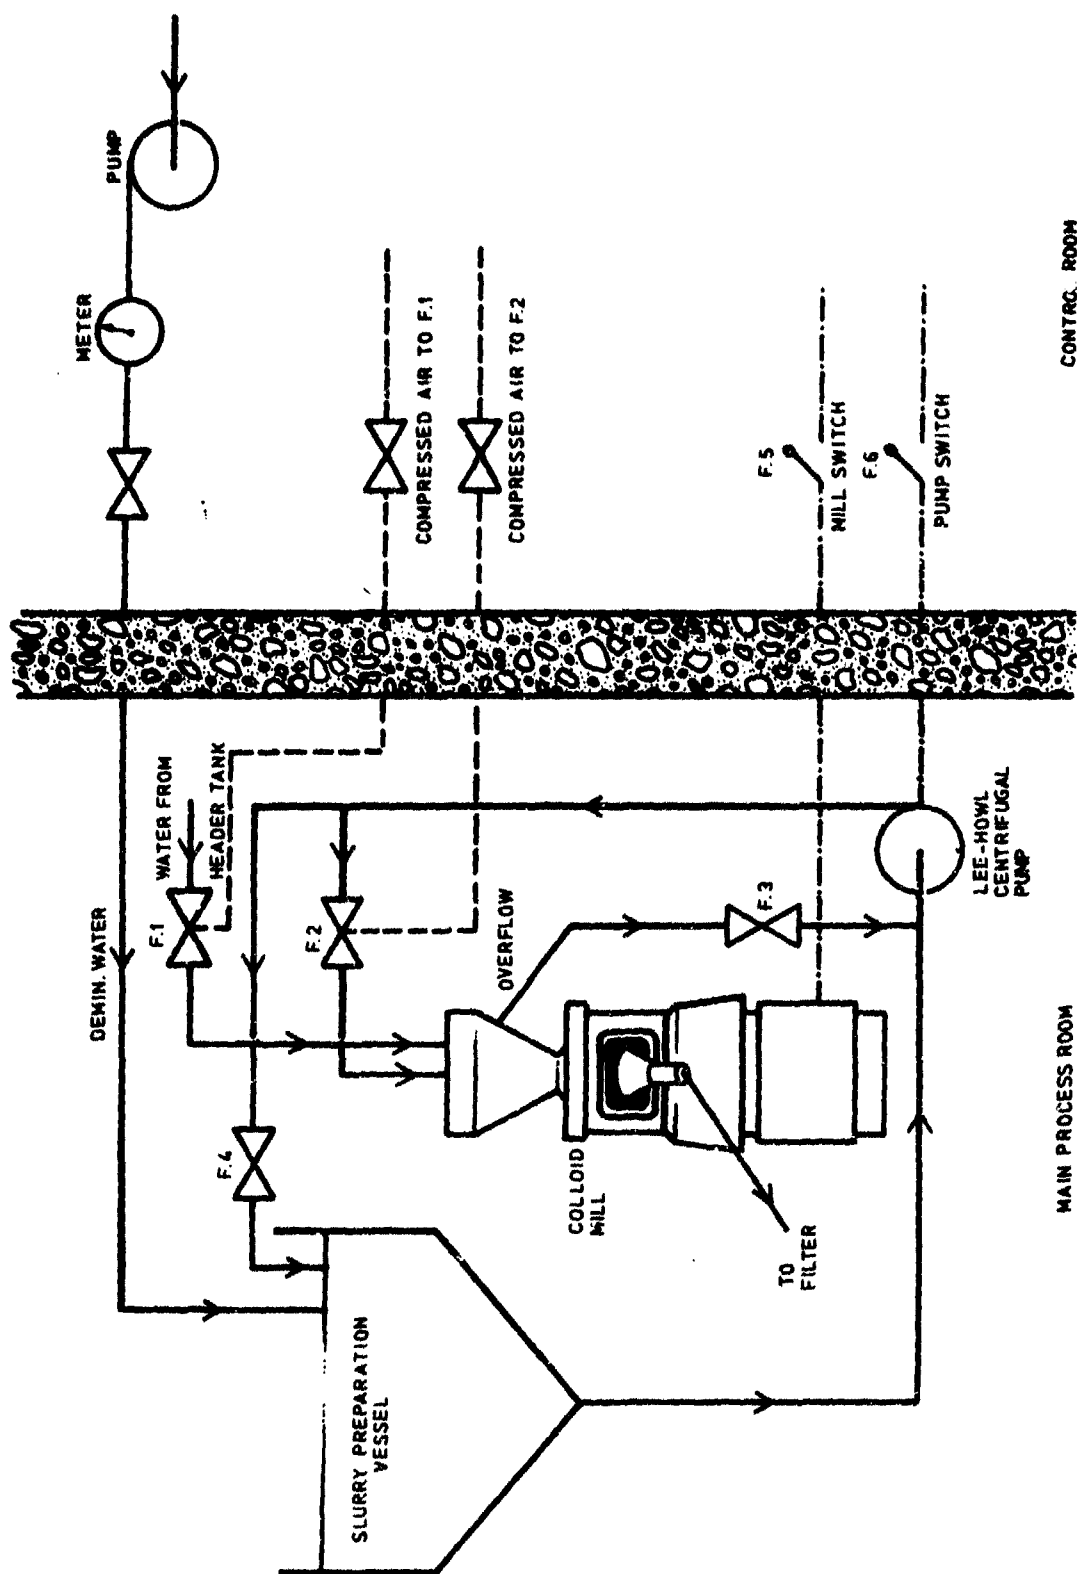 PUMP
METER
DEMIN. WATER
WATER FROM
HEADER TANK
F.1
F.2
COMPRESSED AIR TO F.1
COMPRESSED AIR TO F.2
OVERFLOW
F.3
F.4
F.5
MILL SWITCH
F.6
PUMP SWITCH
LEE-HOWL
CENTRIFUGAL
PUMP
COLLOID
MILL
TO
FILTER
SLURRY PREPARATION
VESSEL
MAIN PROCESS ROOM
CONTRO. ROOM